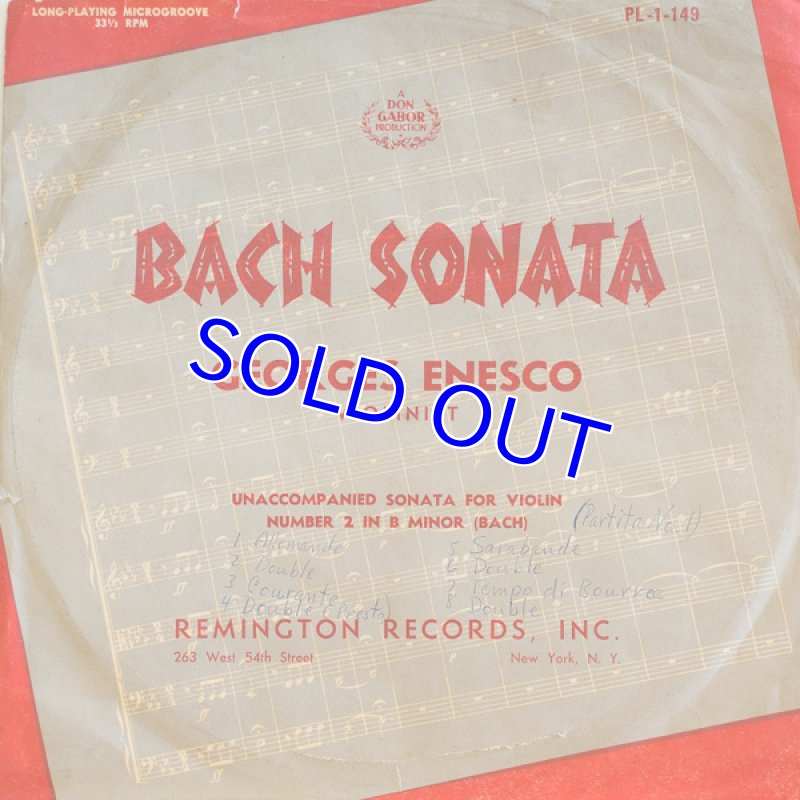 LONG-PLAYING MICROGROOVE
33⅓ RPM
PL-1-149
A
DON
GABOR
PRODUCTION
BACH SONATA
GEORGES ENESCO
VIOLINIST
SOLD OUT
UNACCOMPANIED SONATA FOR VIOLIN
NUMBER 2 IN B MINOR (BACH)
(Partita No. 1)
1 Allemande
2 Double
3 Courante
4 Double (Presto)
5 Sarabande
6 Double
7 Tempo di Bourree
8 Double
REMINGTON RECORDS, INC.
263 West 54th Street
New York, N. Y.